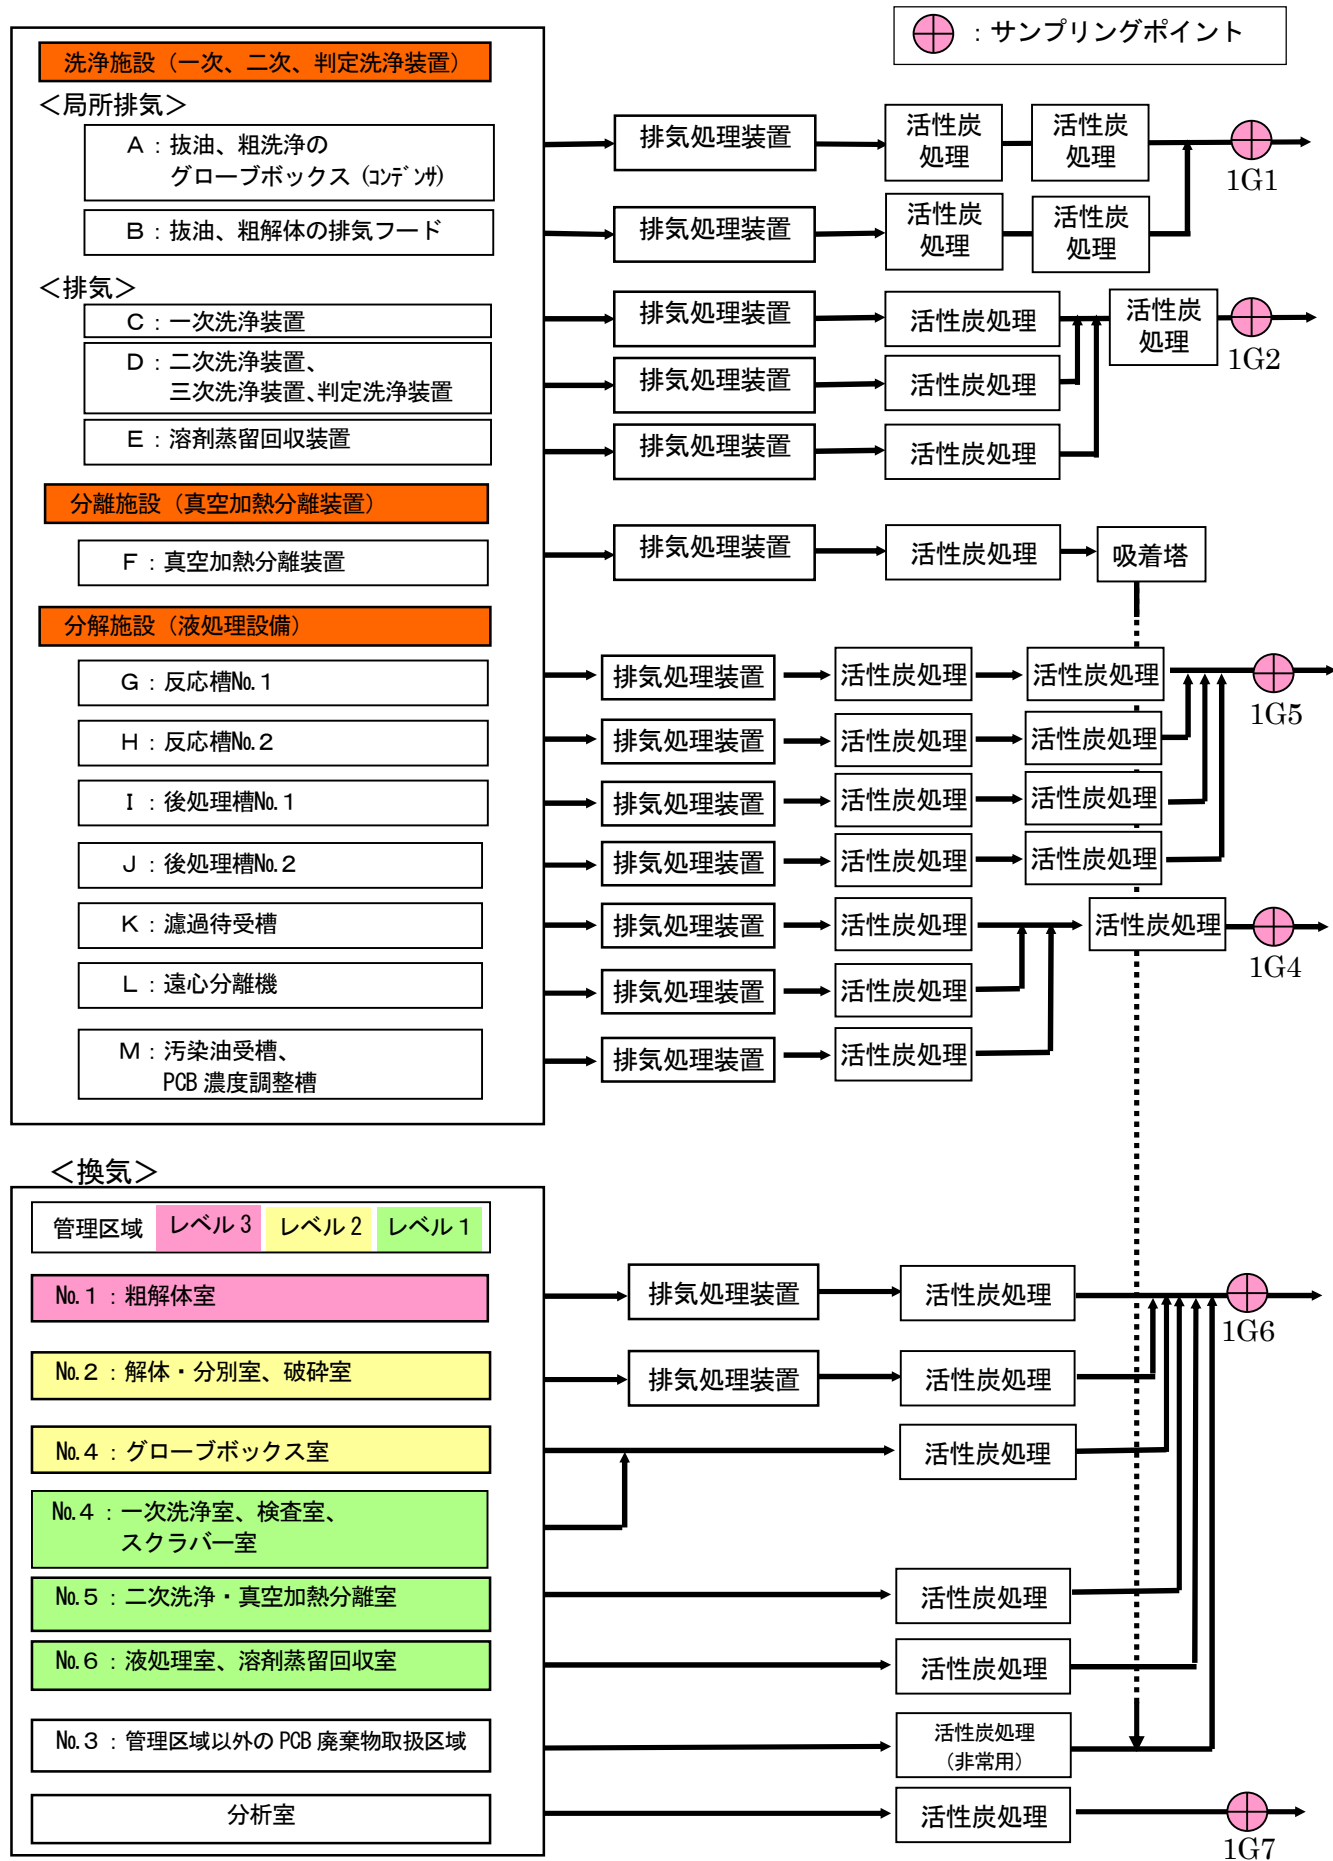 ：サンプリングポイント
洗浄施設（一次、二次、判定洗浄装置）
＜局所排気＞
Ａ：抜油、粗洗浄の
グローブボックス（ｺﾝﾃﾞﾝｻ）
排気処理装置
活性炭
処理
活性炭
処理
1G1
Ｂ：抜油、粗解体の排気フード
排気処理装置
活性炭
処理
活性炭
処理
＜排気＞
Ｃ：一次洗浄装置
排気処理装置
活性炭処理
活性炭
処理
1G2
Ｄ：二次洗浄装置、
三次洗浄装置、判定洗浄装置
排気処理装置
活性炭処理
Ｅ：溶剤蒸留回収装置
排気処理装置
活性炭処理
分離施設（真空加熱分離装置）
Ｆ：真空加熱分離装置
排気処理装置
活性炭処理
吸着塔
分解施設（液処理設備）
Ｇ：反応槽№１
排気処理装置
活性炭処理
活性炭処理
1G5
Ｈ：反応槽№２
排気処理装置
活性炭処理
活性炭処理
Ｉ：後処理槽№１
排気処理装置
活性炭処理
活性炭処理
Ｊ：後処理槽№２
排気処理装置
活性炭処理
活性炭処理
Ｋ：濾過待受槽
排気処理装置
活性炭処理
活性炭処理
1G4
Ｌ：遠心分離機
排気処理装置
活性炭処理
Ｍ：汚染油受槽、
PCB濃度調整槽
排気処理装置
活性炭処理
＜換気＞
管理区域 レベル３ レベル２ レベル１
№１：粗解体室
排気処理装置
活性炭処理
1G6
№２：解体・分別室、破砕室
排気処理装置
活性炭処理
№４：グローブボックス室
活性炭処理
№４：一次洗浄室、検査室、
スクラバー室
№５：二次洗浄・真空加熱分離室
活性炭処理
№６：液処理室、溶剤蒸留回収室
活性炭処理
№３：管理区域以外のPCB廃棄物取扱区域
活性炭処理
（非常用）
分析室
活性炭処理
1G7